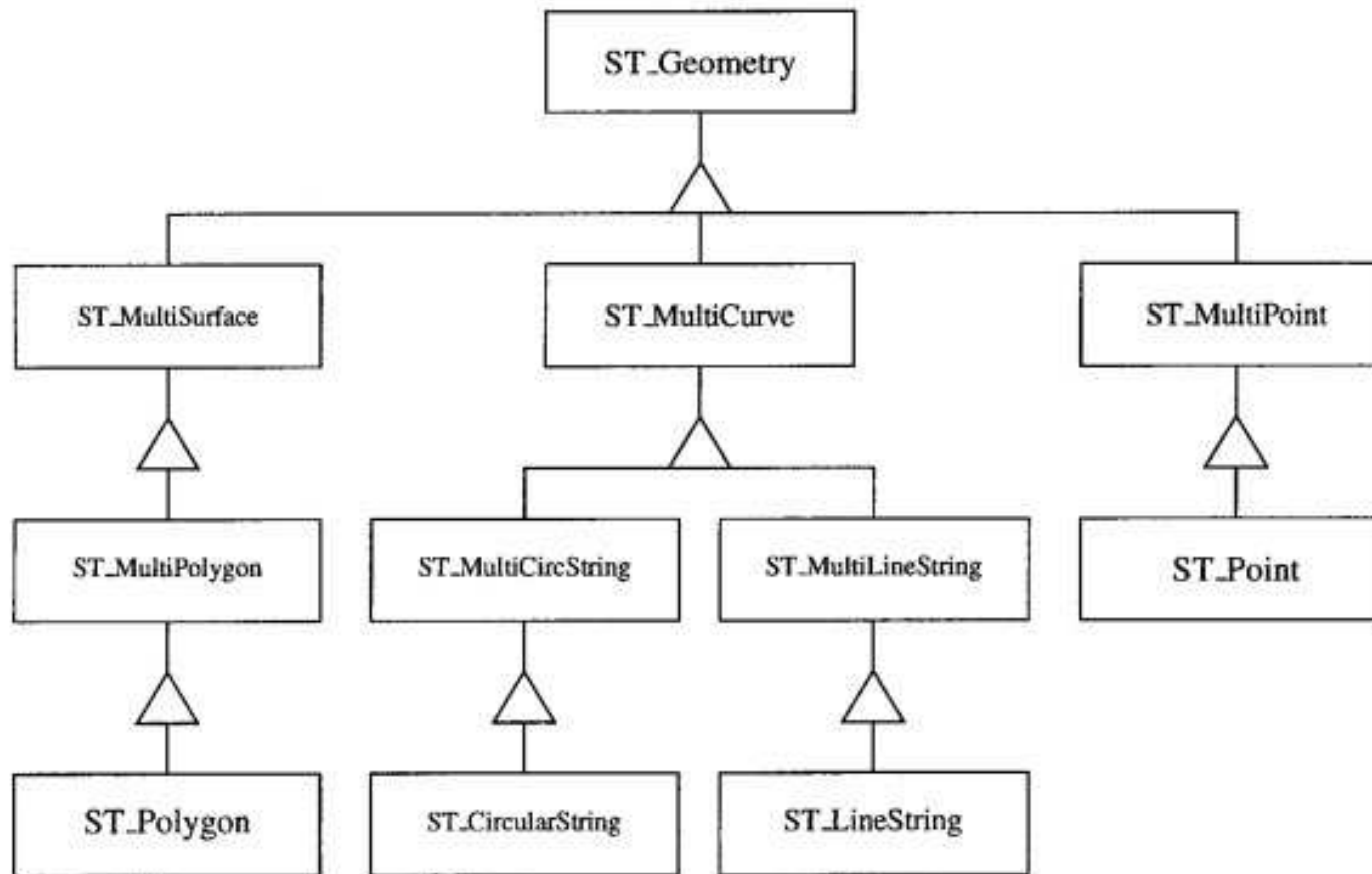 ST_Geometry
ST_MultiSurface
ST_MultiCurve
ST_MultiPoint
ST_MultiPolygon
ST_MultiCircString
ST_MultiLineString
ST_Point
ST_Polygon
ST_CircularString
ST_LineString